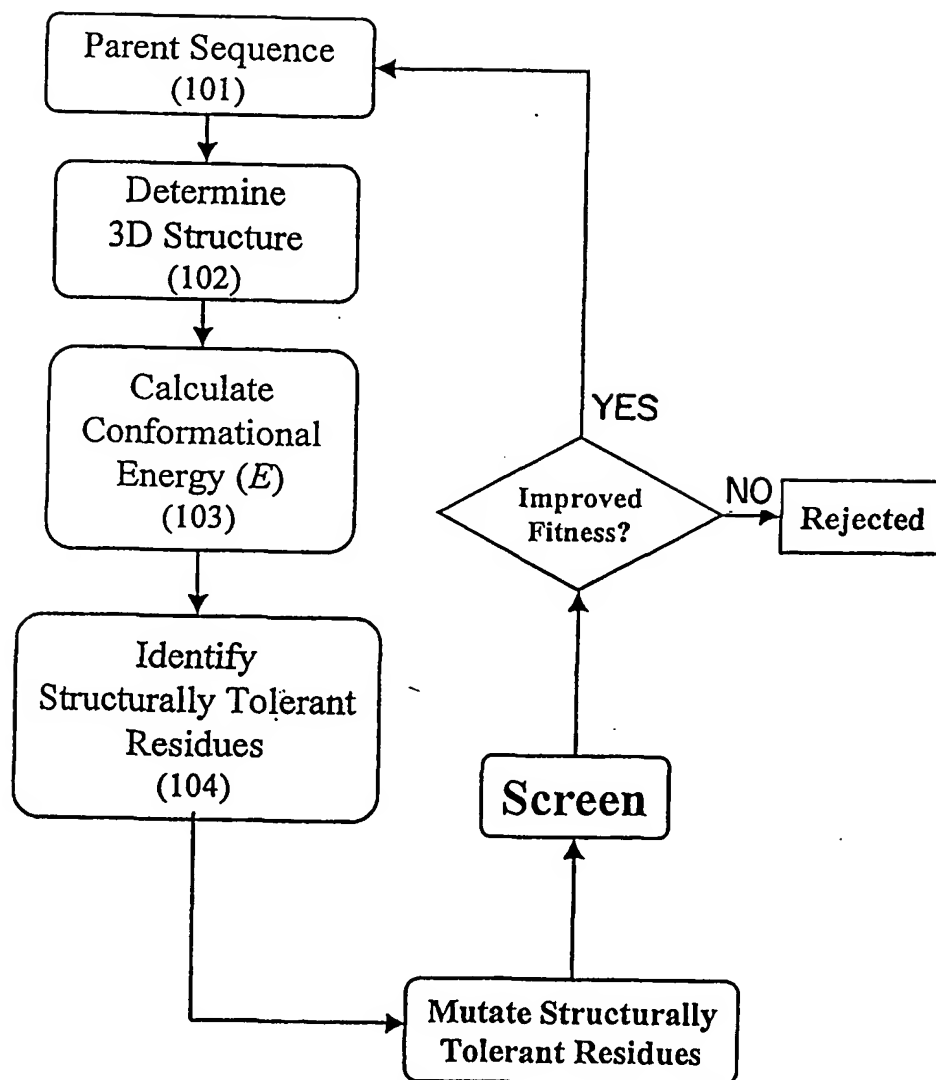 Parent Sequence
(101)
Determine
3D Structure
(102)
Calculate
Conformational
Energy (E)
(103)
Identify
Structurally Tolerant
Residues
(104)
Mutate Structurally
Tolerant Residues
Screen
Improved
Fitness?
YES
NO
Rejected